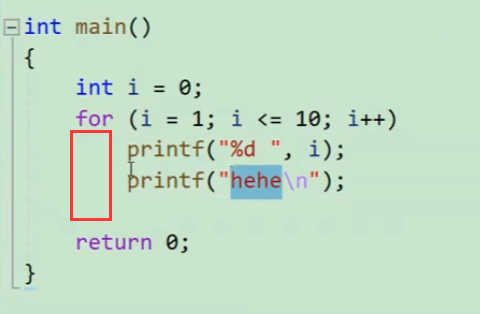 int main()
{
    int i = 0;
    for (i = 1; i <= 10; i++)
        printf("%d ", i);
        printf("hehe\n");
    return 0;
}